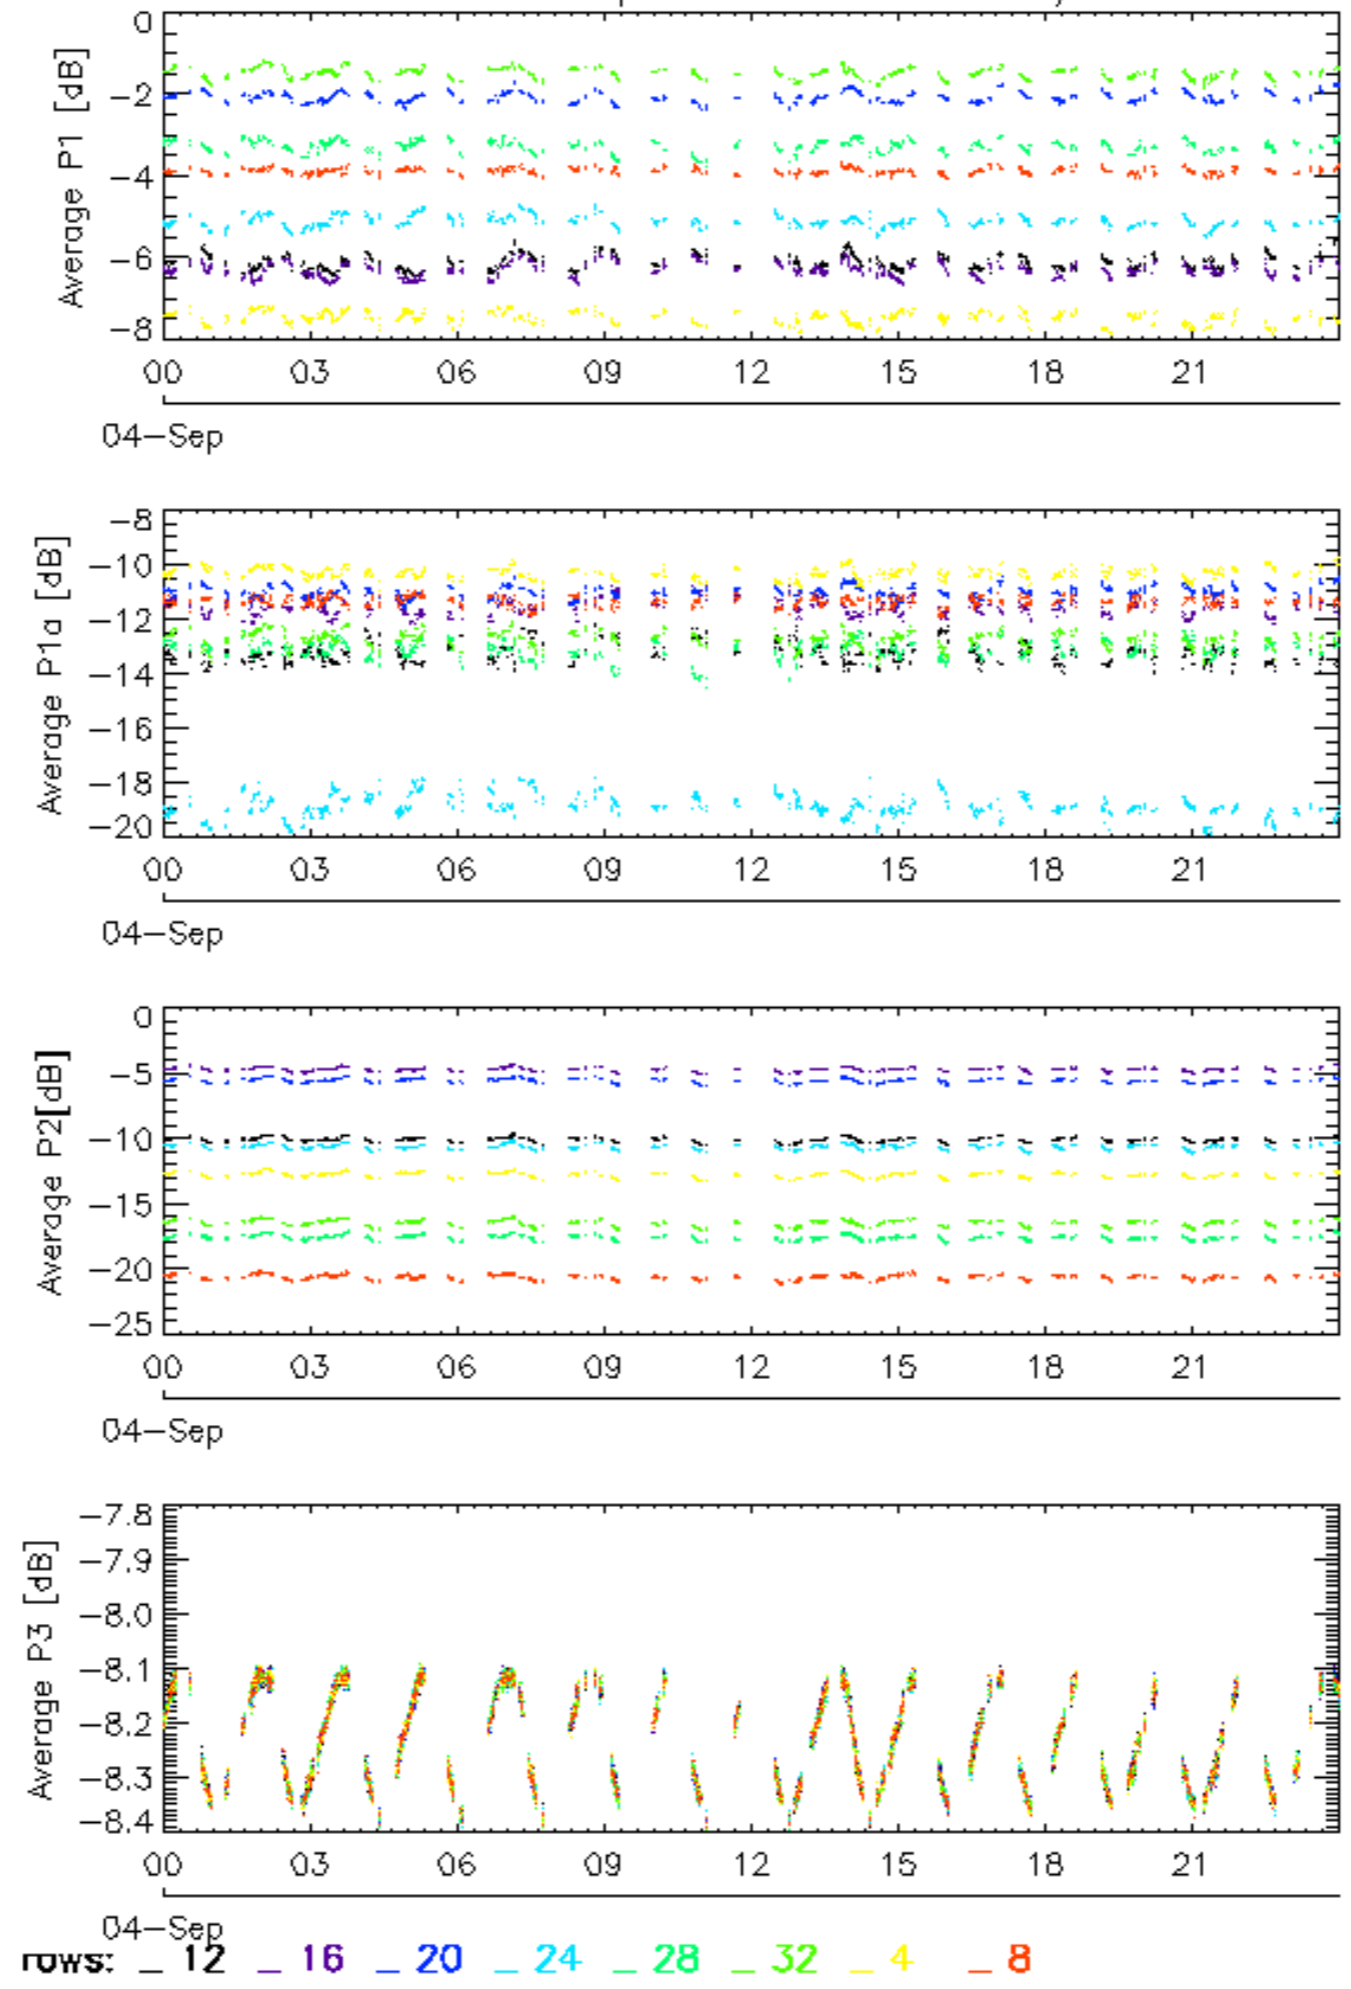 Average P1 [dB]
0
−2
−4
−6
−8
00 03 06 09 12 15 18 21
04−Sep
Average P1a [dB]
−8
−10
−12
−14
−16
−18
−20
00 03 06 09 12 15 18 21
04−Sep
Average P2[dB]
0
−5
−10
−15
−20
−25
00 03 06 09 12 15 18 21
04−Sep
Average P3 [dB]
−7.8
−7.9
−8.0
−8.1
−8.2
−8.3
−8.4
00 03 06 09 12 15 18 21
04−Sep
rows: _ 12 _ 16 _ 20 _ 24 _ 28 _ 32 _ 4 _ 8